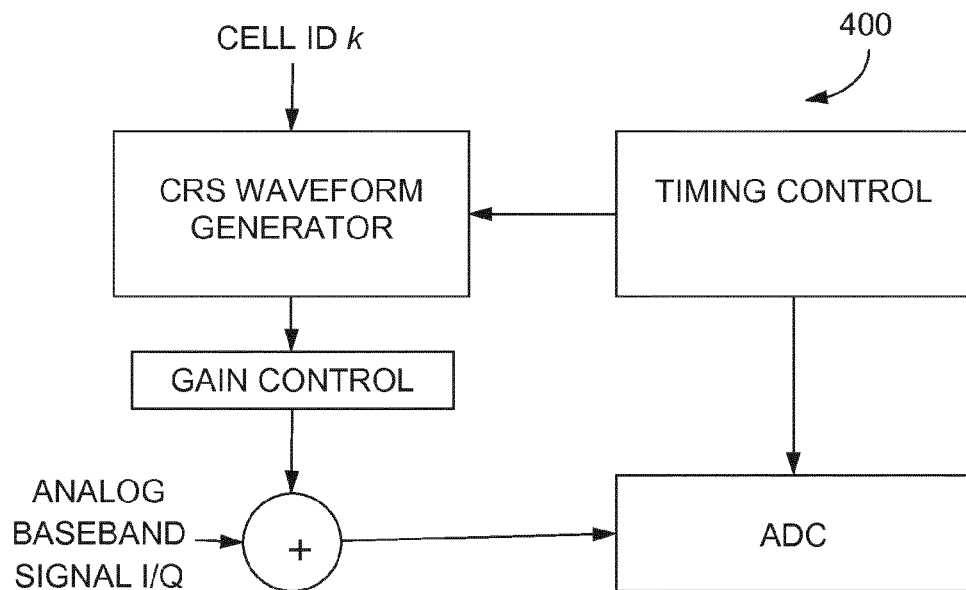 CELL ID k
400
CRS WAVEFORM
GENERATOR
TIMING CONTROL
GAIN CONTROL
ANALOG
BASEBAND
SIGNAL I/Q
+
ADC